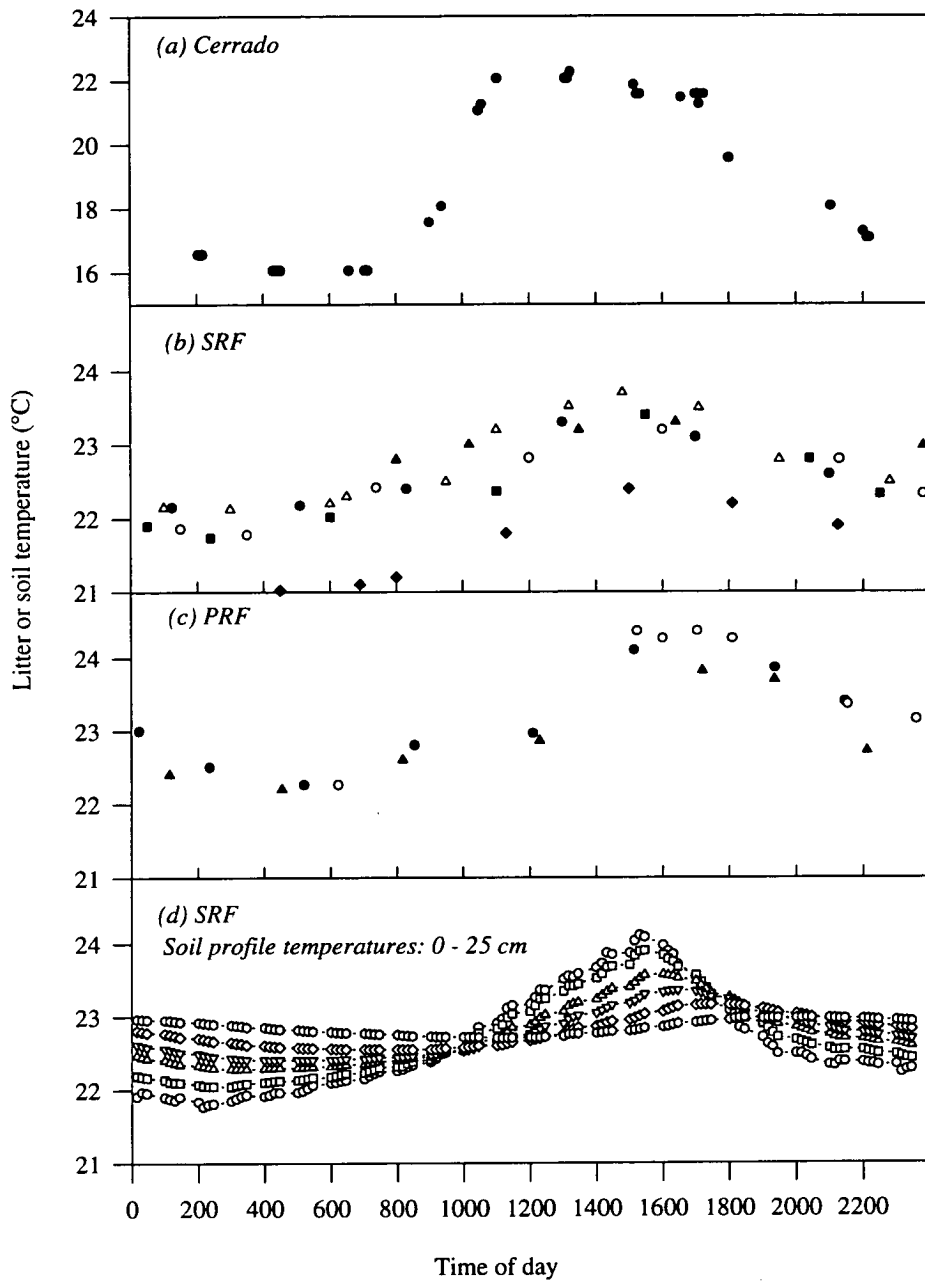 24
(a) Cerrado
22
20
18
16
(b) SRF
24
23
22
21
(c) PRF
24
23
22
21
(d) SRF
Soil profile temperatures: 0 - 25 cm
24
23
22
21
0 200 400 600 800 1000 1200 1400 1600 1800 2000 2200
Time of day
Litter or soil temperature (°C)